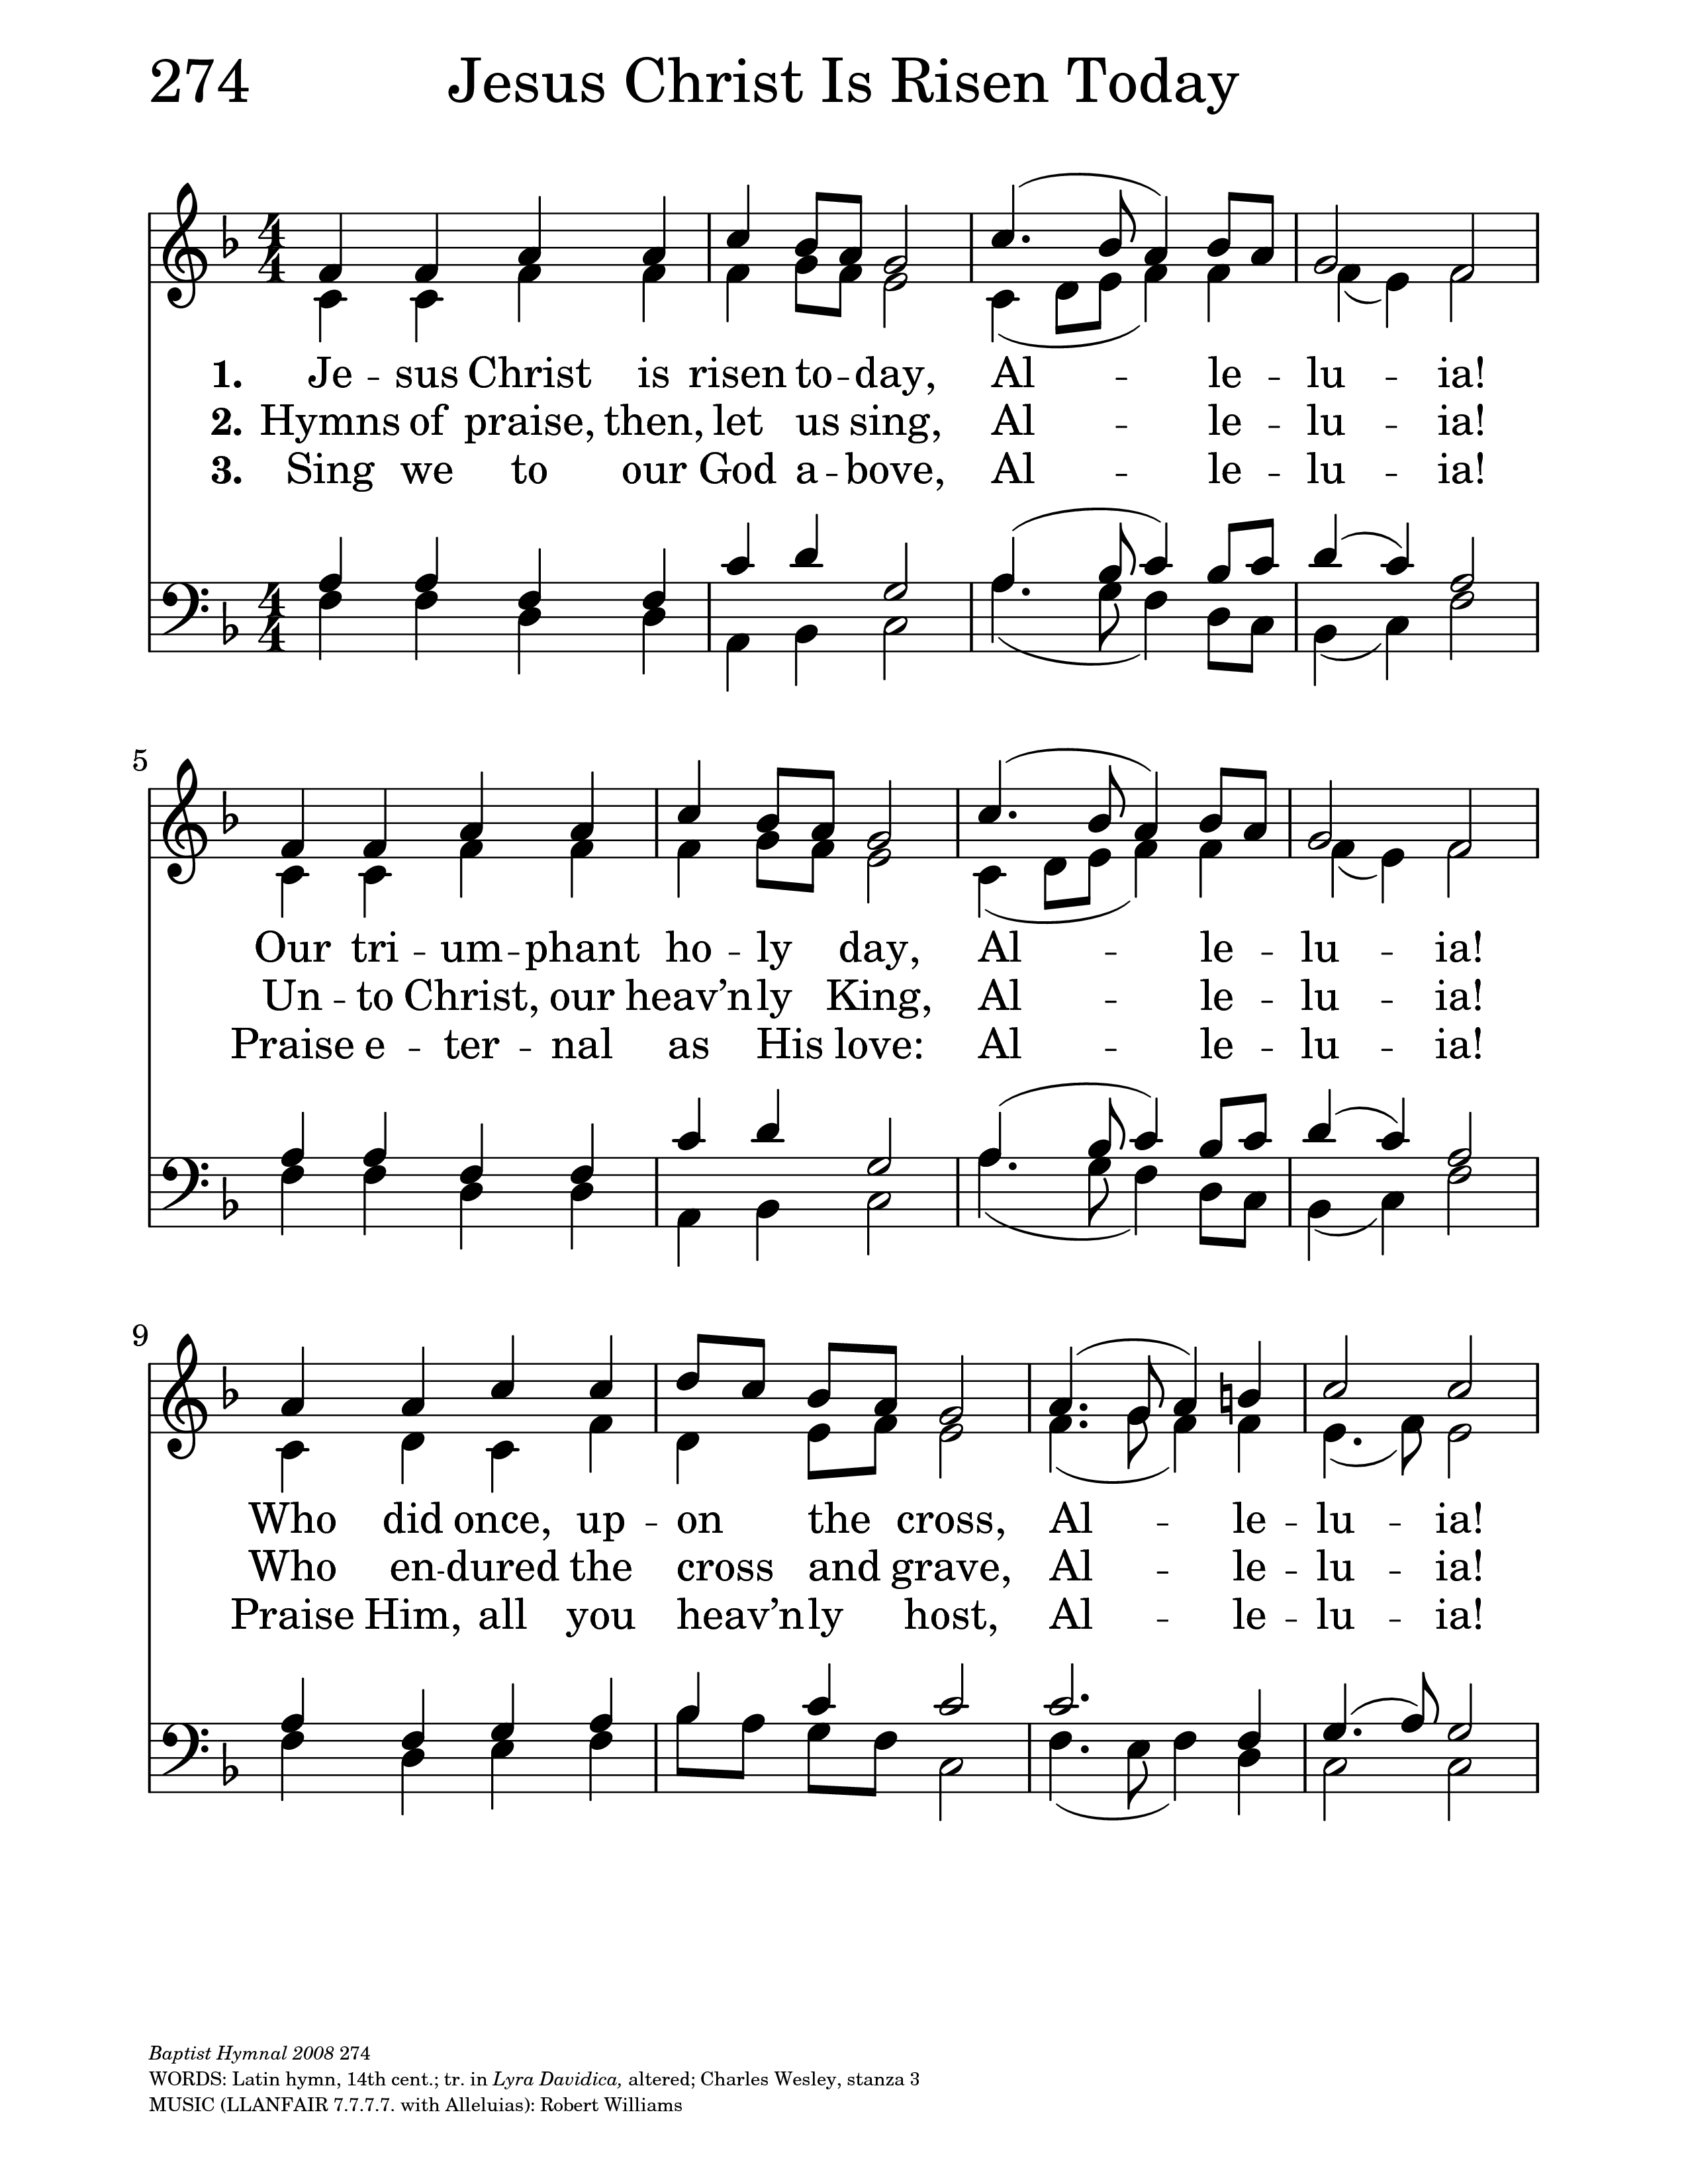 274 Jesus Christ Is Risen Today
4 4
1. Je - sus Christ is risen to - day, Al - le - lu - ia!
2. Hymns of praise, then, let us sing, Al - le - lu - ia!
3. Sing we to our God a - bove, Al - le - lu - ia!
4 4
5
Our tri - um - phant ho - ly day, Al - le - lu - ia!
Un - to Christ, our heav’nly King, Al - le - lu - ia!
Praise e - ter - nal as His love: Al - le - lu - ia!
9
Who did once, up - on the cross, Al - le - lu - ia!
Who en - dured the cross and grave, Al - le - lu - ia!
Praise Him, all you heav’nly host, Al - le - lu - ia!
Baptist Hymnal 2008 274
WORDS: Latin hymn, 14th cent.; tr. in Lyra Davidica, altered; Charles Wesley, stanza 3
MUSIC (LLANFAIR 7.7.7.7. with Alleluias): Robert Williams